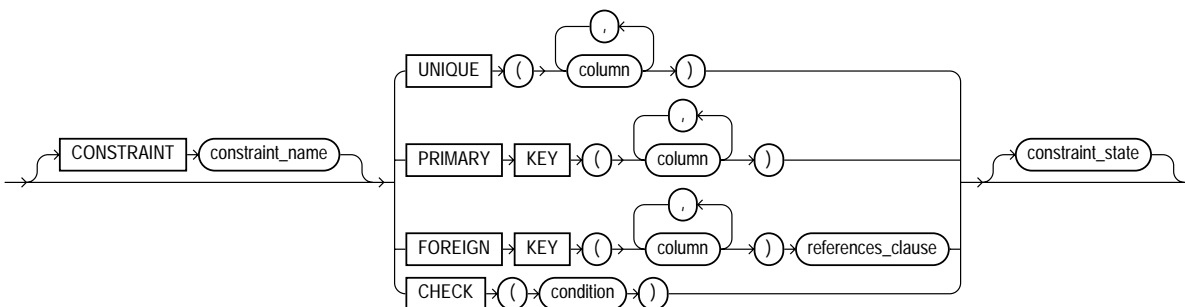 ,
UNIQUE ( column )
,
CONSTRAINT constraint_name
PRIMARY KEY ( column )
constraint_state
,
FOREIGN KEY ( column ) references_clause
CHECK ( condition )